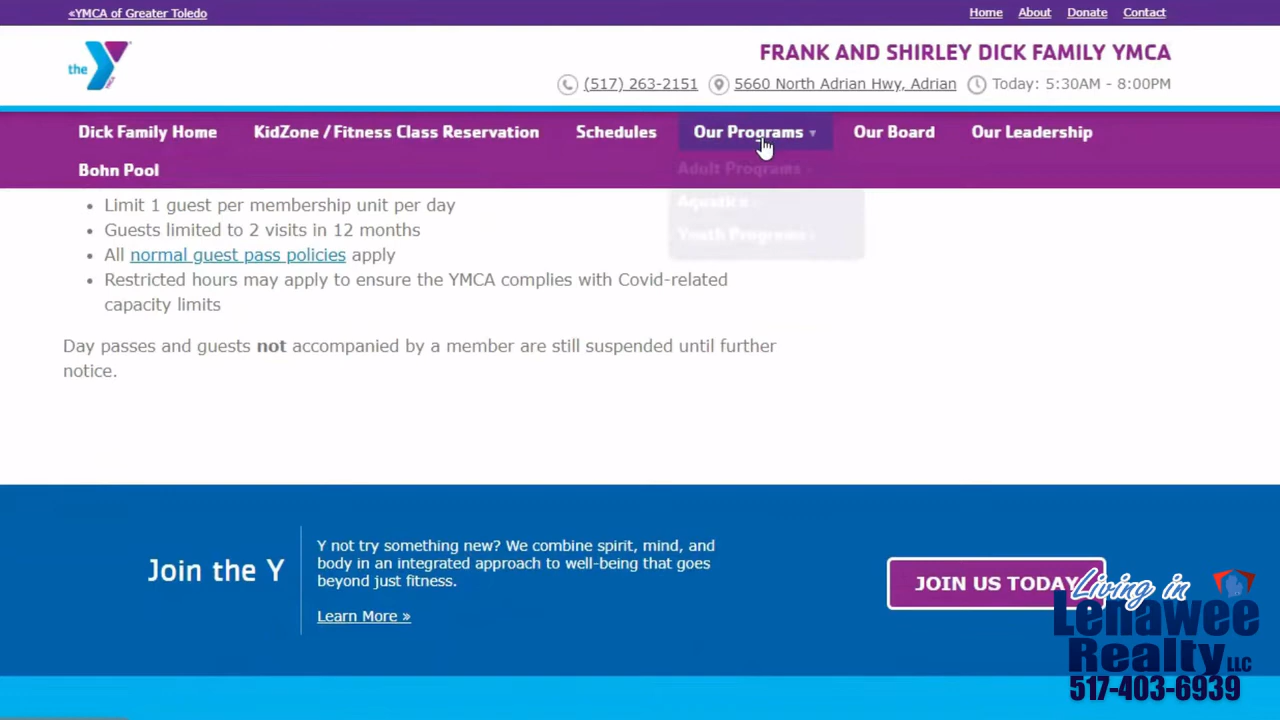 «YMCA of Greater Toledo
Home About Donate Contact
the Y
FRANK AND SHIRLEY DICK FAMILY YMCA
(517) 263-2151 5660 North Adrian Hwy, Adrian Today: 5:30AM - 8:00PM
Dick Family Home KidZone / Fitness Class Reservation Schedules Our Programs Our Board Our Leadership
Bohn Pool
Adult Programs
Aquatics
Youth Programs
• Limit 1 guest per membership unit per day
• Guests limited to 2 visits in 12 months
• All normal guest pass policies apply
• Restricted hours may apply to ensure the YMCA complies with Covid-related
capacity limits
Day passes and guests not accompanied by a member are still suspended until further
notice.
Join the Y
Y not try something new? We combine spirit, mind, and
body in an integrated approach to well-being that goes
beyond just fitness.
Learn More »
JOIN US TODAY
Living in
Lenawee
Realty LLC
517-403-6939